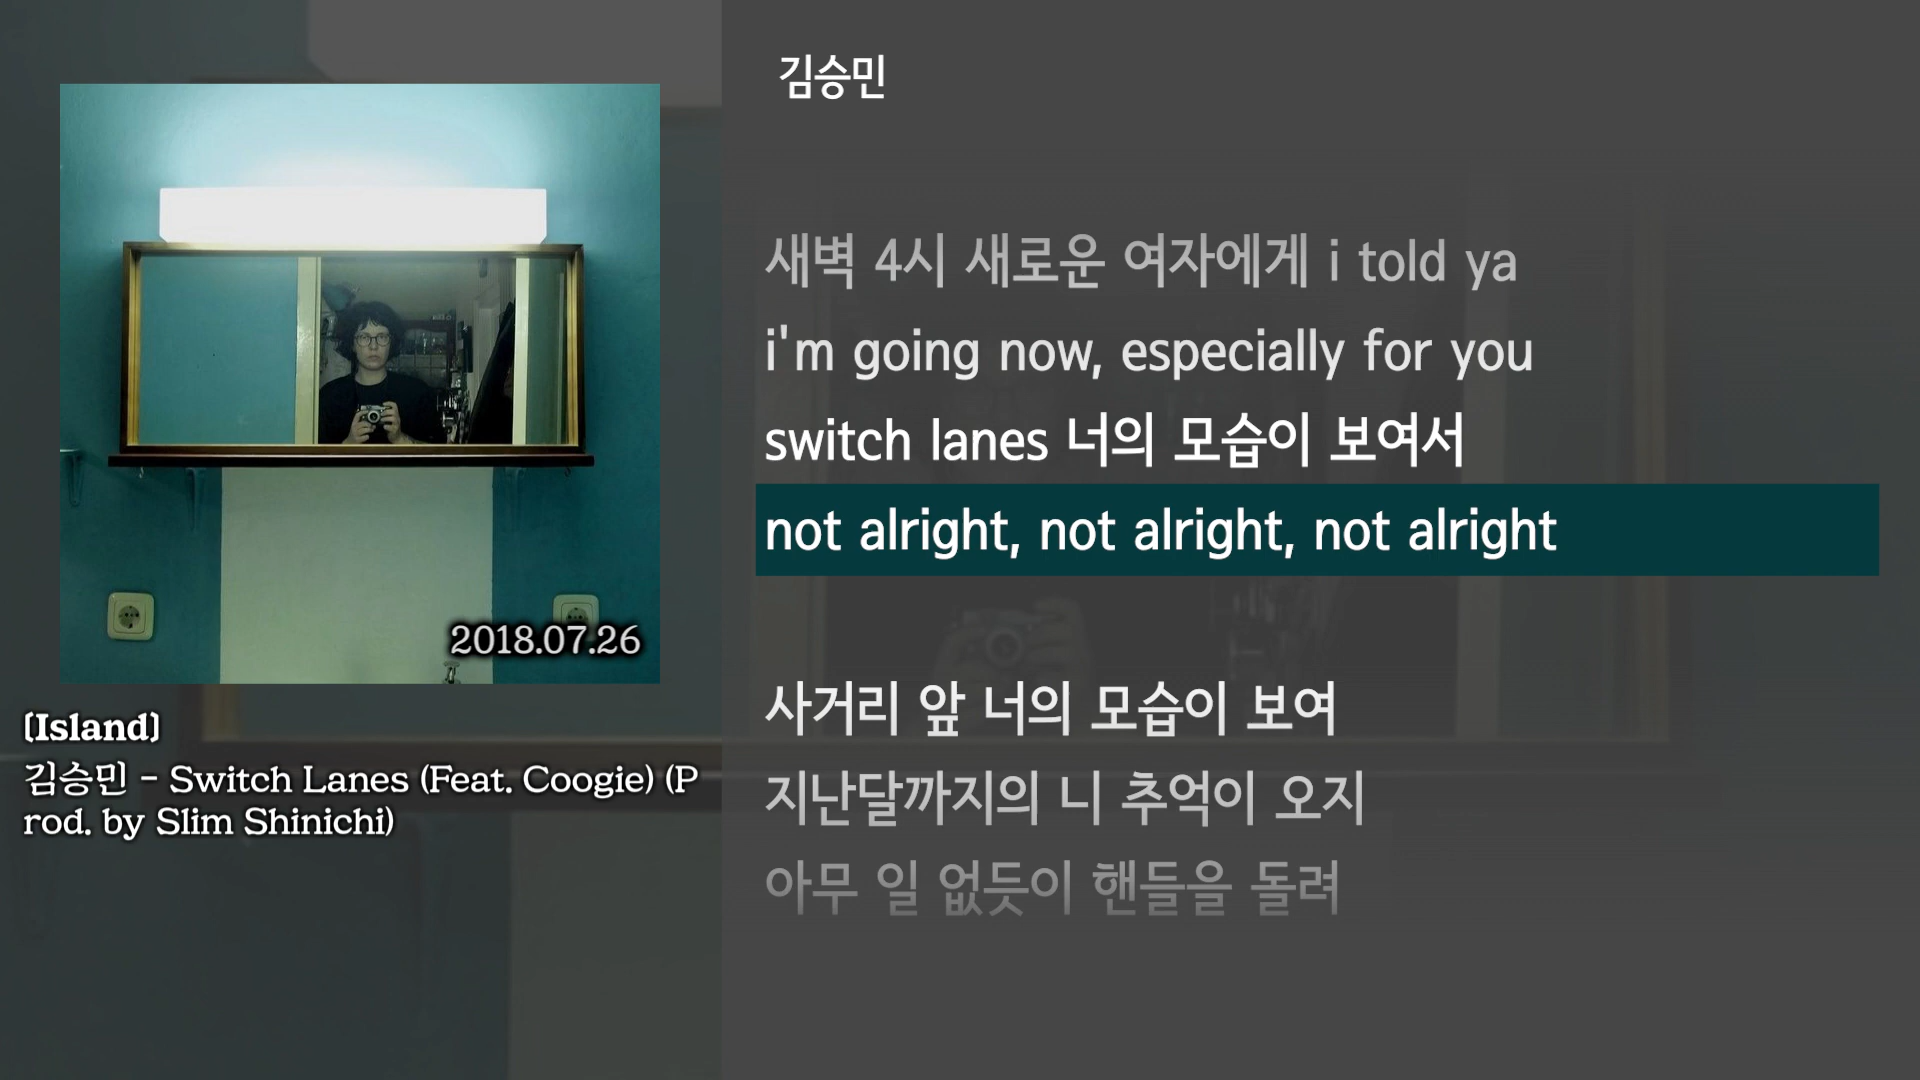 김승민
새벽 4시 새로운 여자에게 i told ya
i'm going now, especially for you
switch lanes 너의 모습이 보여서
not alright, not alright, not alright
사거리 앞 너의 모습이 보여
지난달까지의 니 추억이 오지
아무 일 없듯이 핸들을 돌려
2018.07.26
[Island]
김승민 - Switch Lanes (Feat. Coogie) (P
rod. by Slim Shinichi)